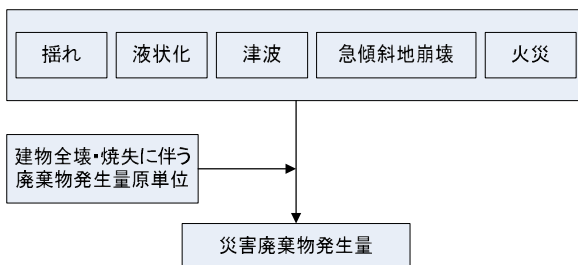 揺れ
液状化
津波
急傾斜地崩壊
火災
建物全壊・焼失に伴う
廃棄物発生量原単位
災害廃棄物発生量